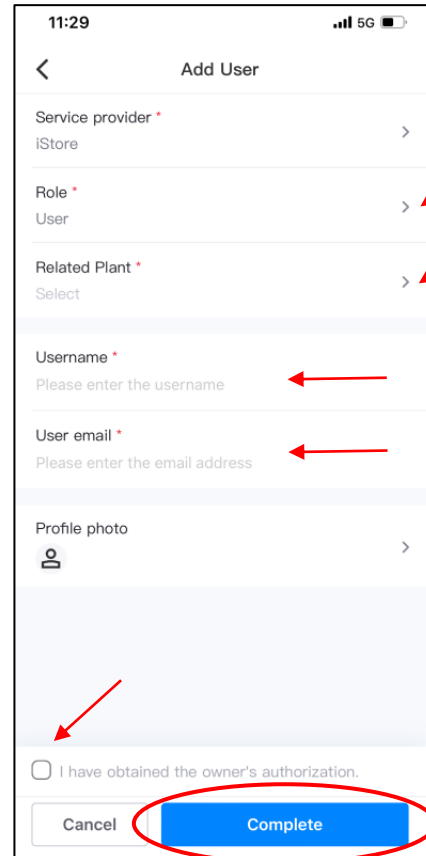 11:29 5G
Add User
Service provider *
iStore
Role *
User
Related Plant *
Select
Username *
Please enter the username
User email *
Please enter the email address
Profile photo
I have obtained the owner's authorization.
Cancel Complete